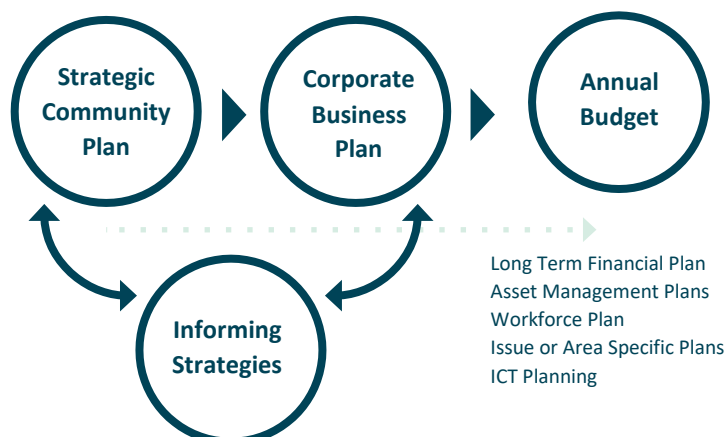 Strategic
Community
Plan
Corporate
Business
Plan
Annual
Budget
Informing
Strategies
Long Term Financial Plan
Asset Management Plans
Workforce Plan
Issue or Area Specific Plans
ICT Planning